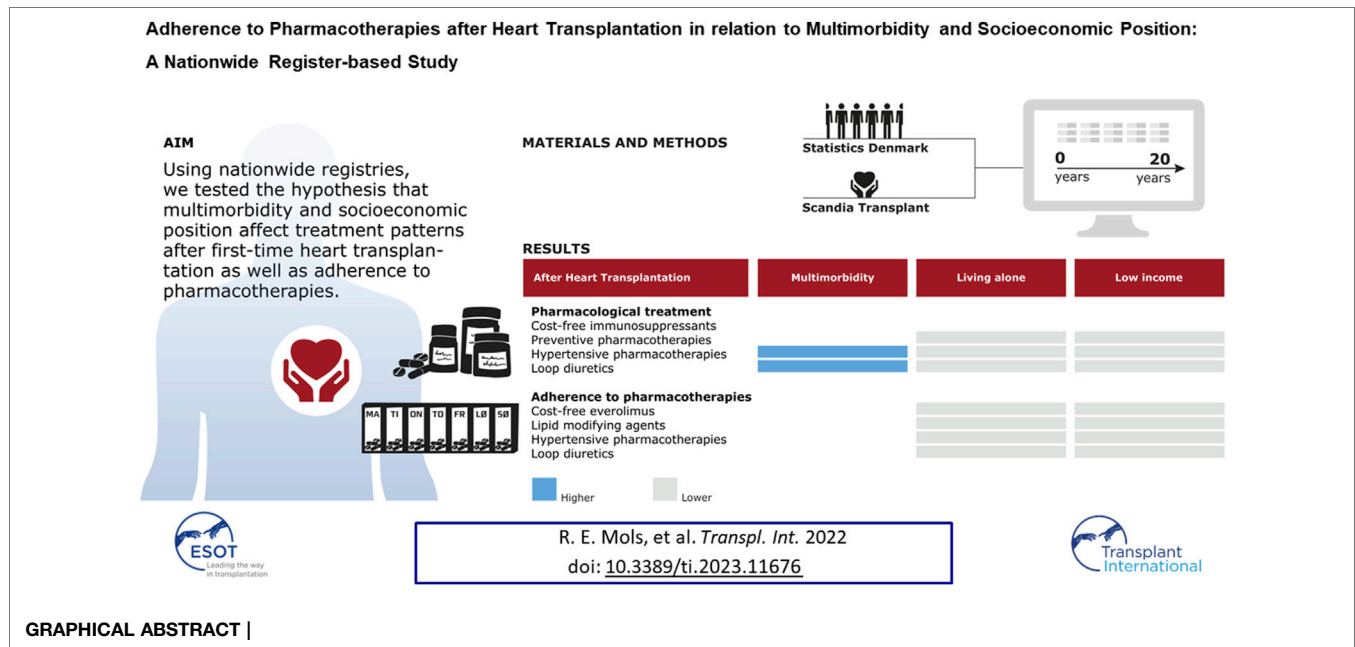 Adherence to Pharmacotherapies after Heart Transplantation in relation to Multimorbidity and Socioeconomic Position:
A Nationwide Register-based Study
AIM
Using nationwide registries,
we tested the hypothesis that
multimorbidity and socioeconomic
position affect treatment patterns
after first-time heart transplan-
tation as well as adherence to
pharmacotherapies.
MA TI ON TO FR LØ SØ
MATERIALS AND METHODS
Statistics Denmark
Scandia Transplant
0 20
years years
RESULTS
After Heart Transplantation Multimorbidity Living alone Low income
Pharmacological treatment
Cost-free immunosuppressants
Preventive pharmacotherapies
Hypertensive pharmacotherapies
Loop diuretics
Adherence to pharmacotherapies
Cost-free everolimus
Lipid modifying agents
Hypertensive pharmacotherapies
Loop diuretics
Higher Lower
ESOT
Leading the way
in transplantation
R. E. Mols, et al. Transpl. Int. 2022
doi: 10.3389/ti.2023.11676
Transplant
International
GRAPHICAL ABSTRACT |